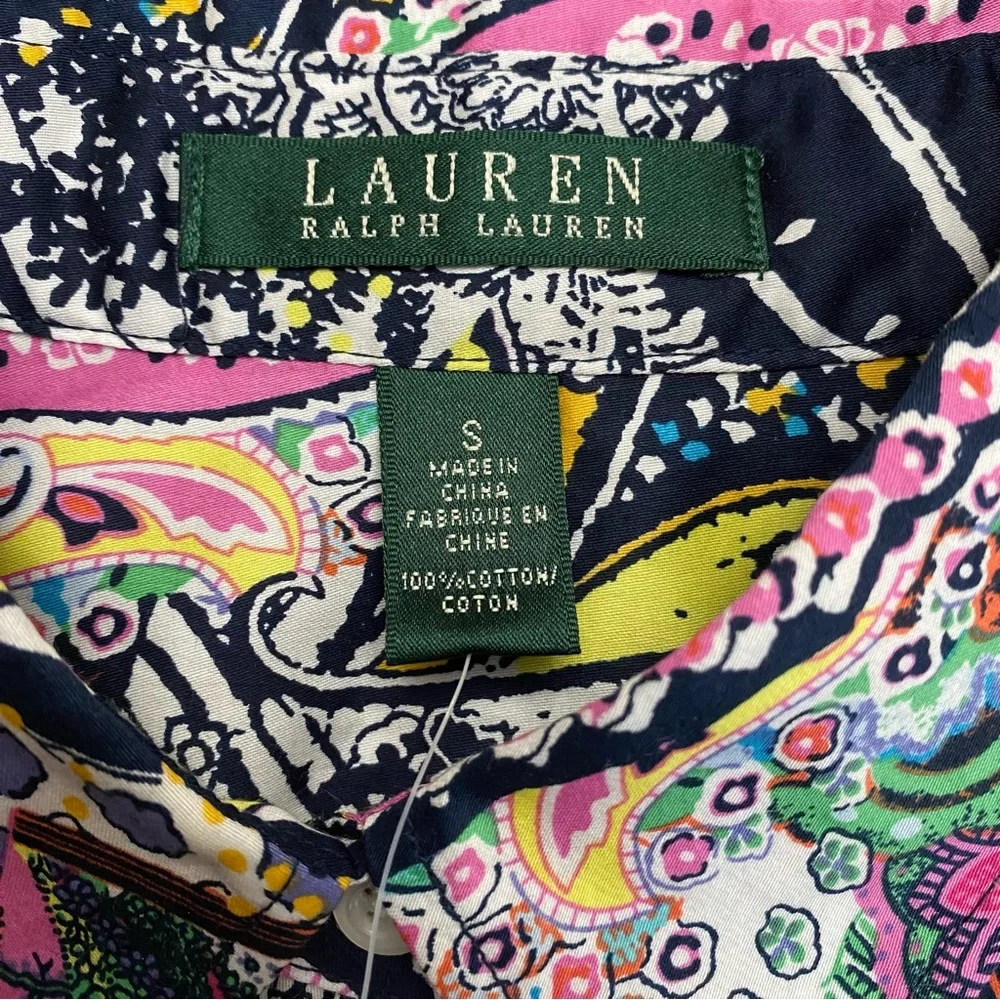 LAUREN
RALPH LAUREN
S
MADE IN
CHINA
FABRIQUE EN
CHINE
100% COTTON/
COTON